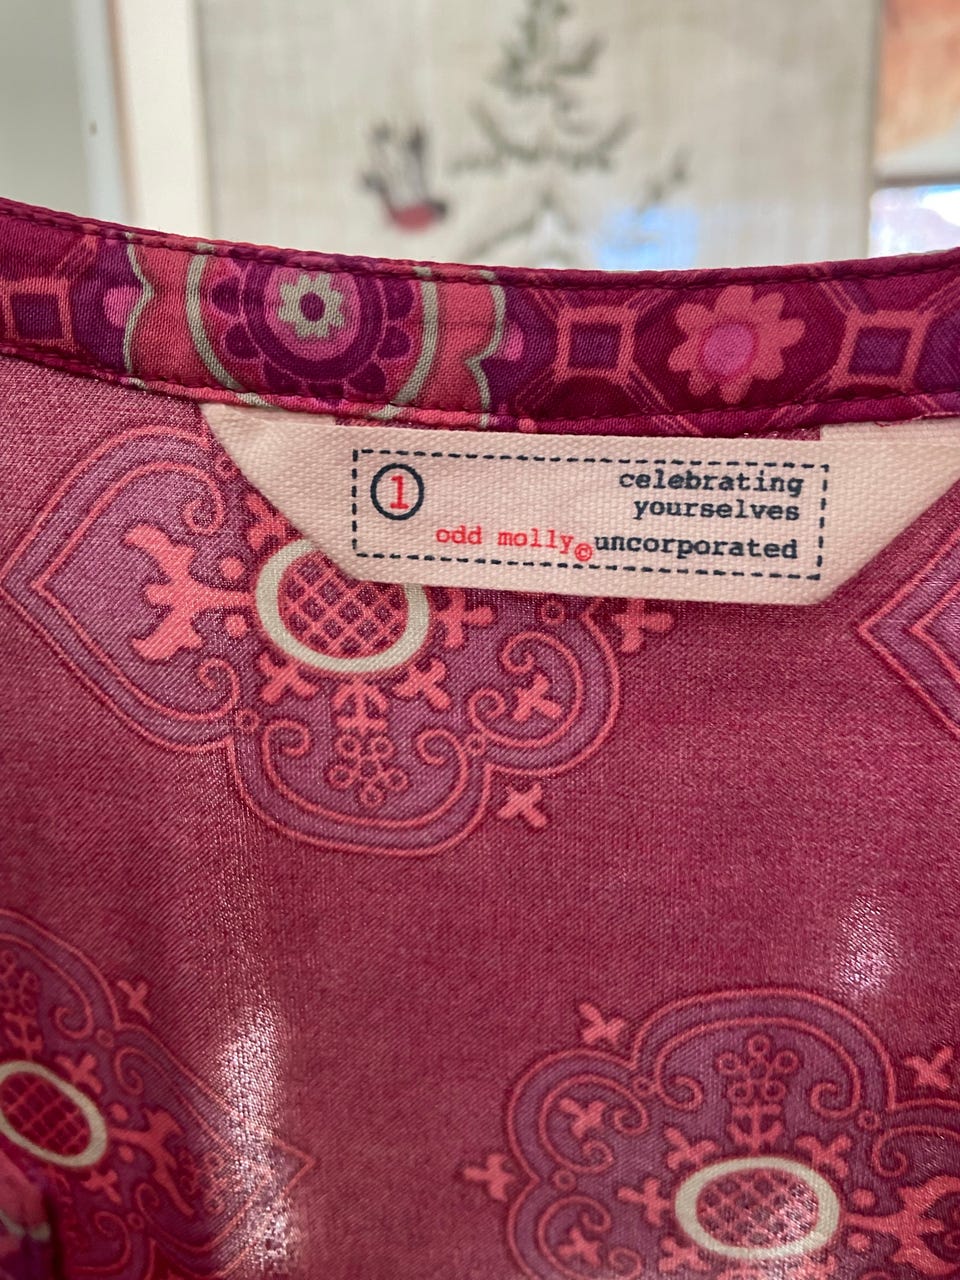 1
celebrating
yourselves
odd molly©uncorporated